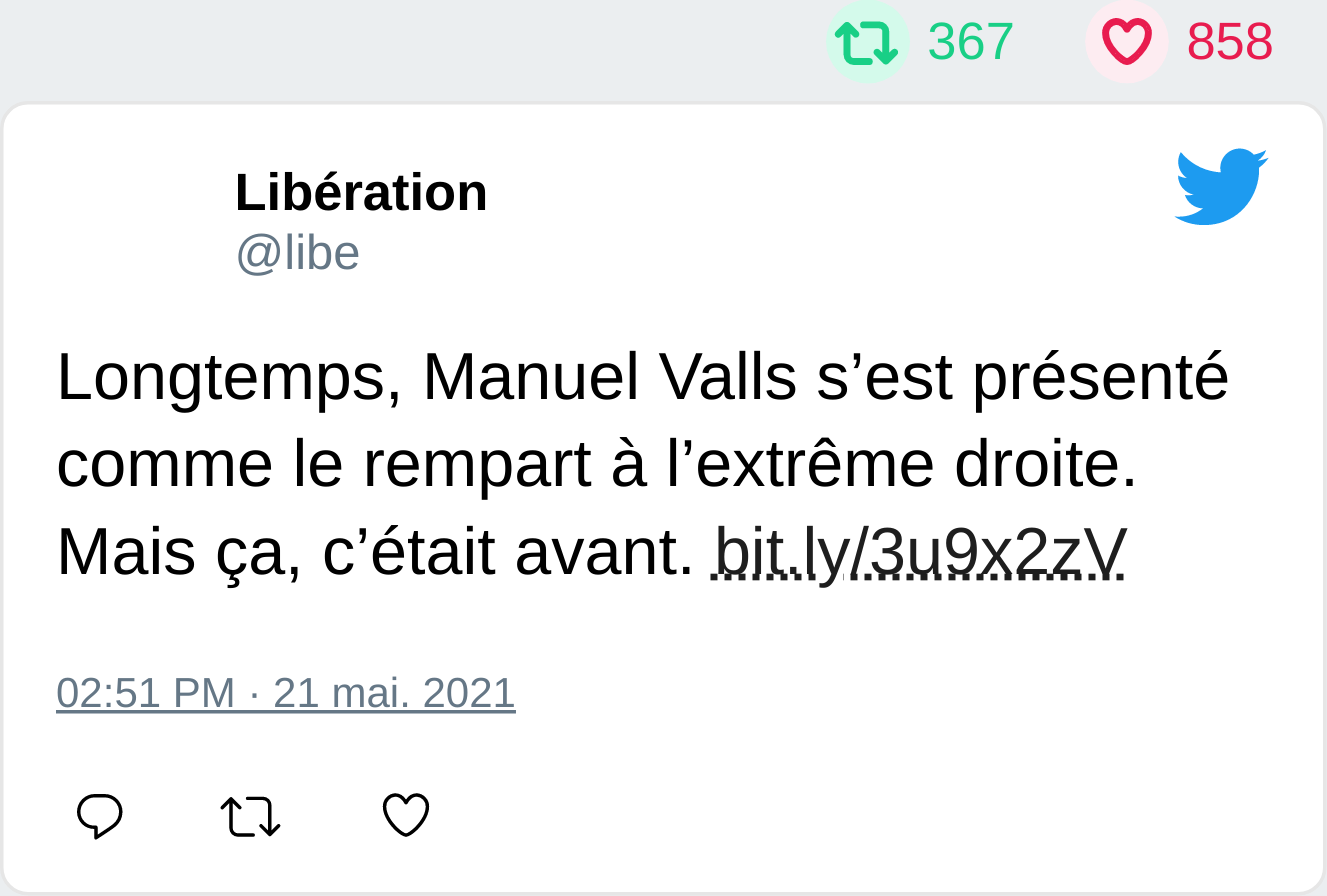 367 858
Libération
@libe
Longtemps, Manuel Valls s’est présenté
comme le rempart à l’extrême droite.
Mais ça, c’était avant. bit.ly/3u9x2zV
02:51 PM · 21 mai. 2021